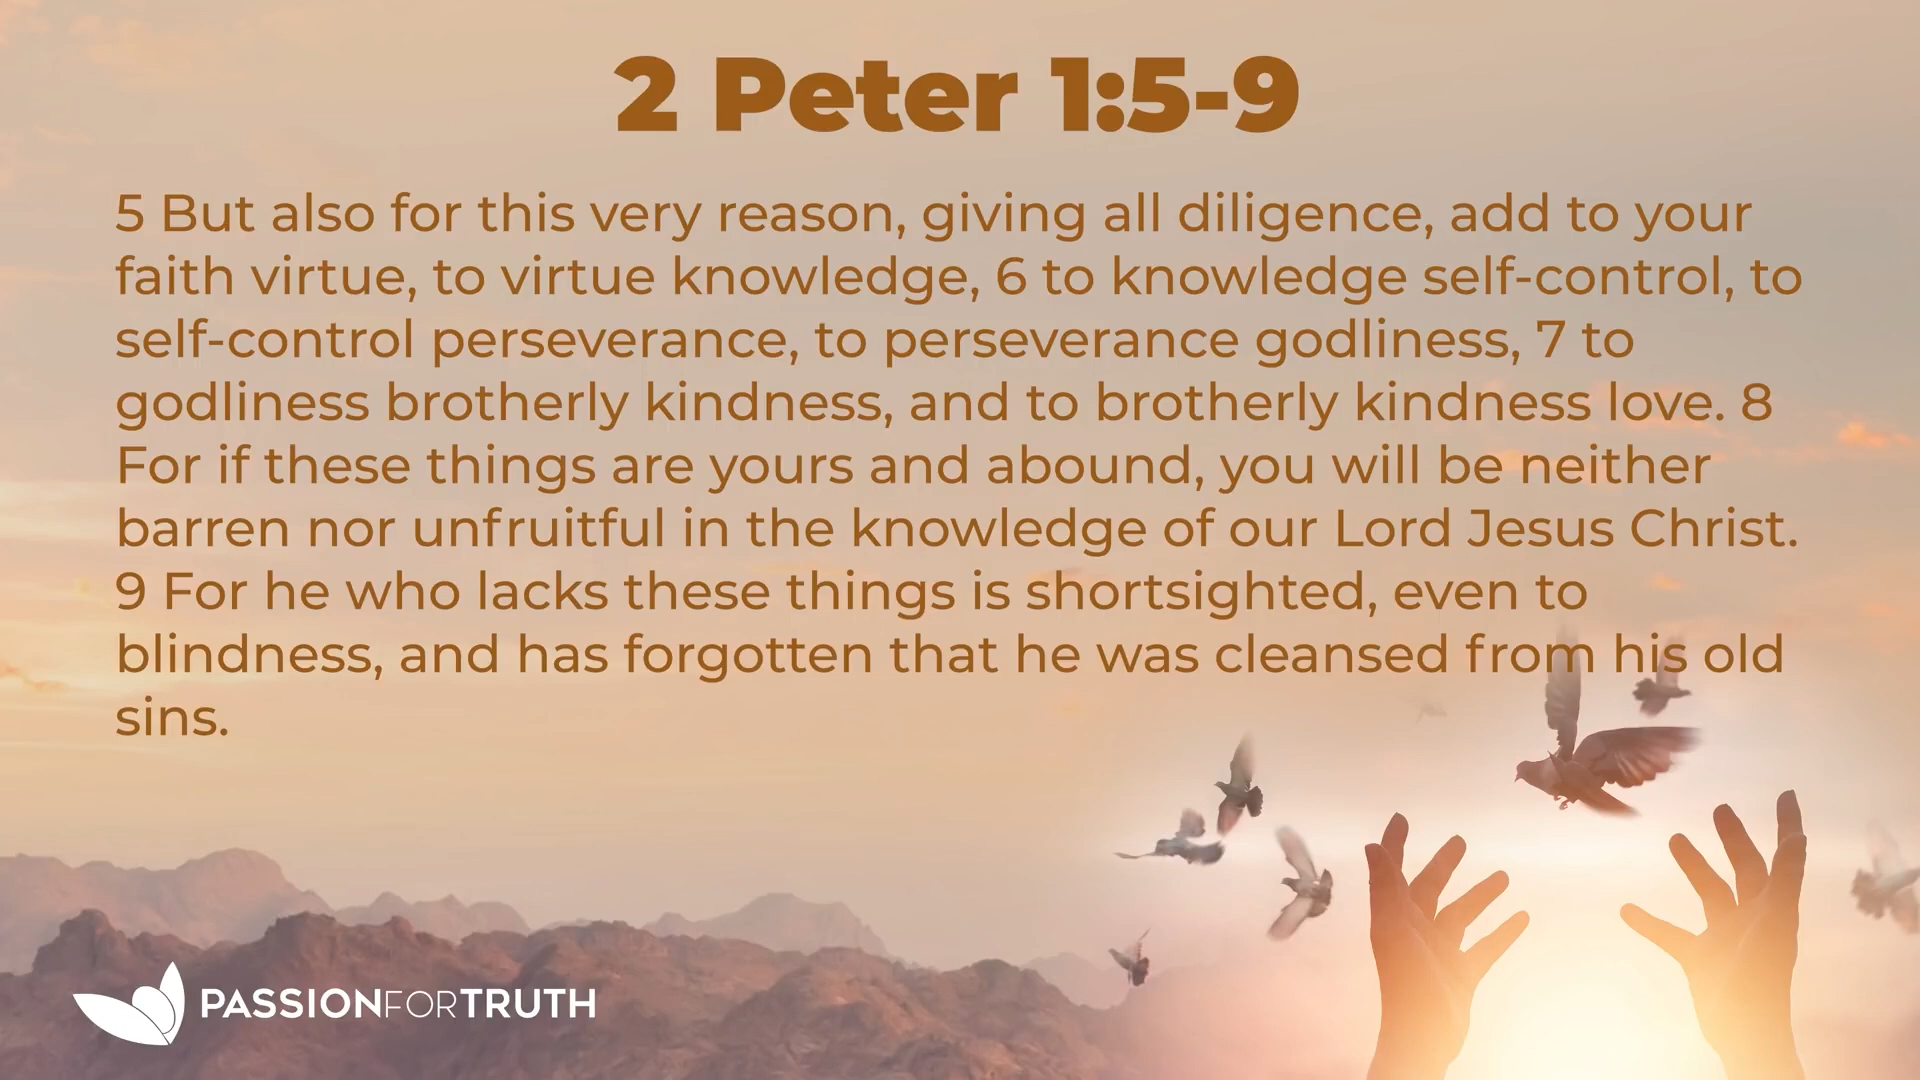 2 Peter 1:5-9
5 But also for this very reason, giving all diligence, add to your
faith virtue, to virtue knowledge, 6 to knowledge self-control, to
self-control perseverance, to perseverance godliness, 7 to
godliness brotherly kindness, and to brotherly kindness love. 8
For if these things are yours and abound, you will be neither
barren nor unfruitful in the knowledge of our Lord Jesus Christ.
9 For he who lacks these things is shortsighted, even to
blindness, and has forgotten that he was cleansed from his old
sins.
PASSIONFORTRUTH